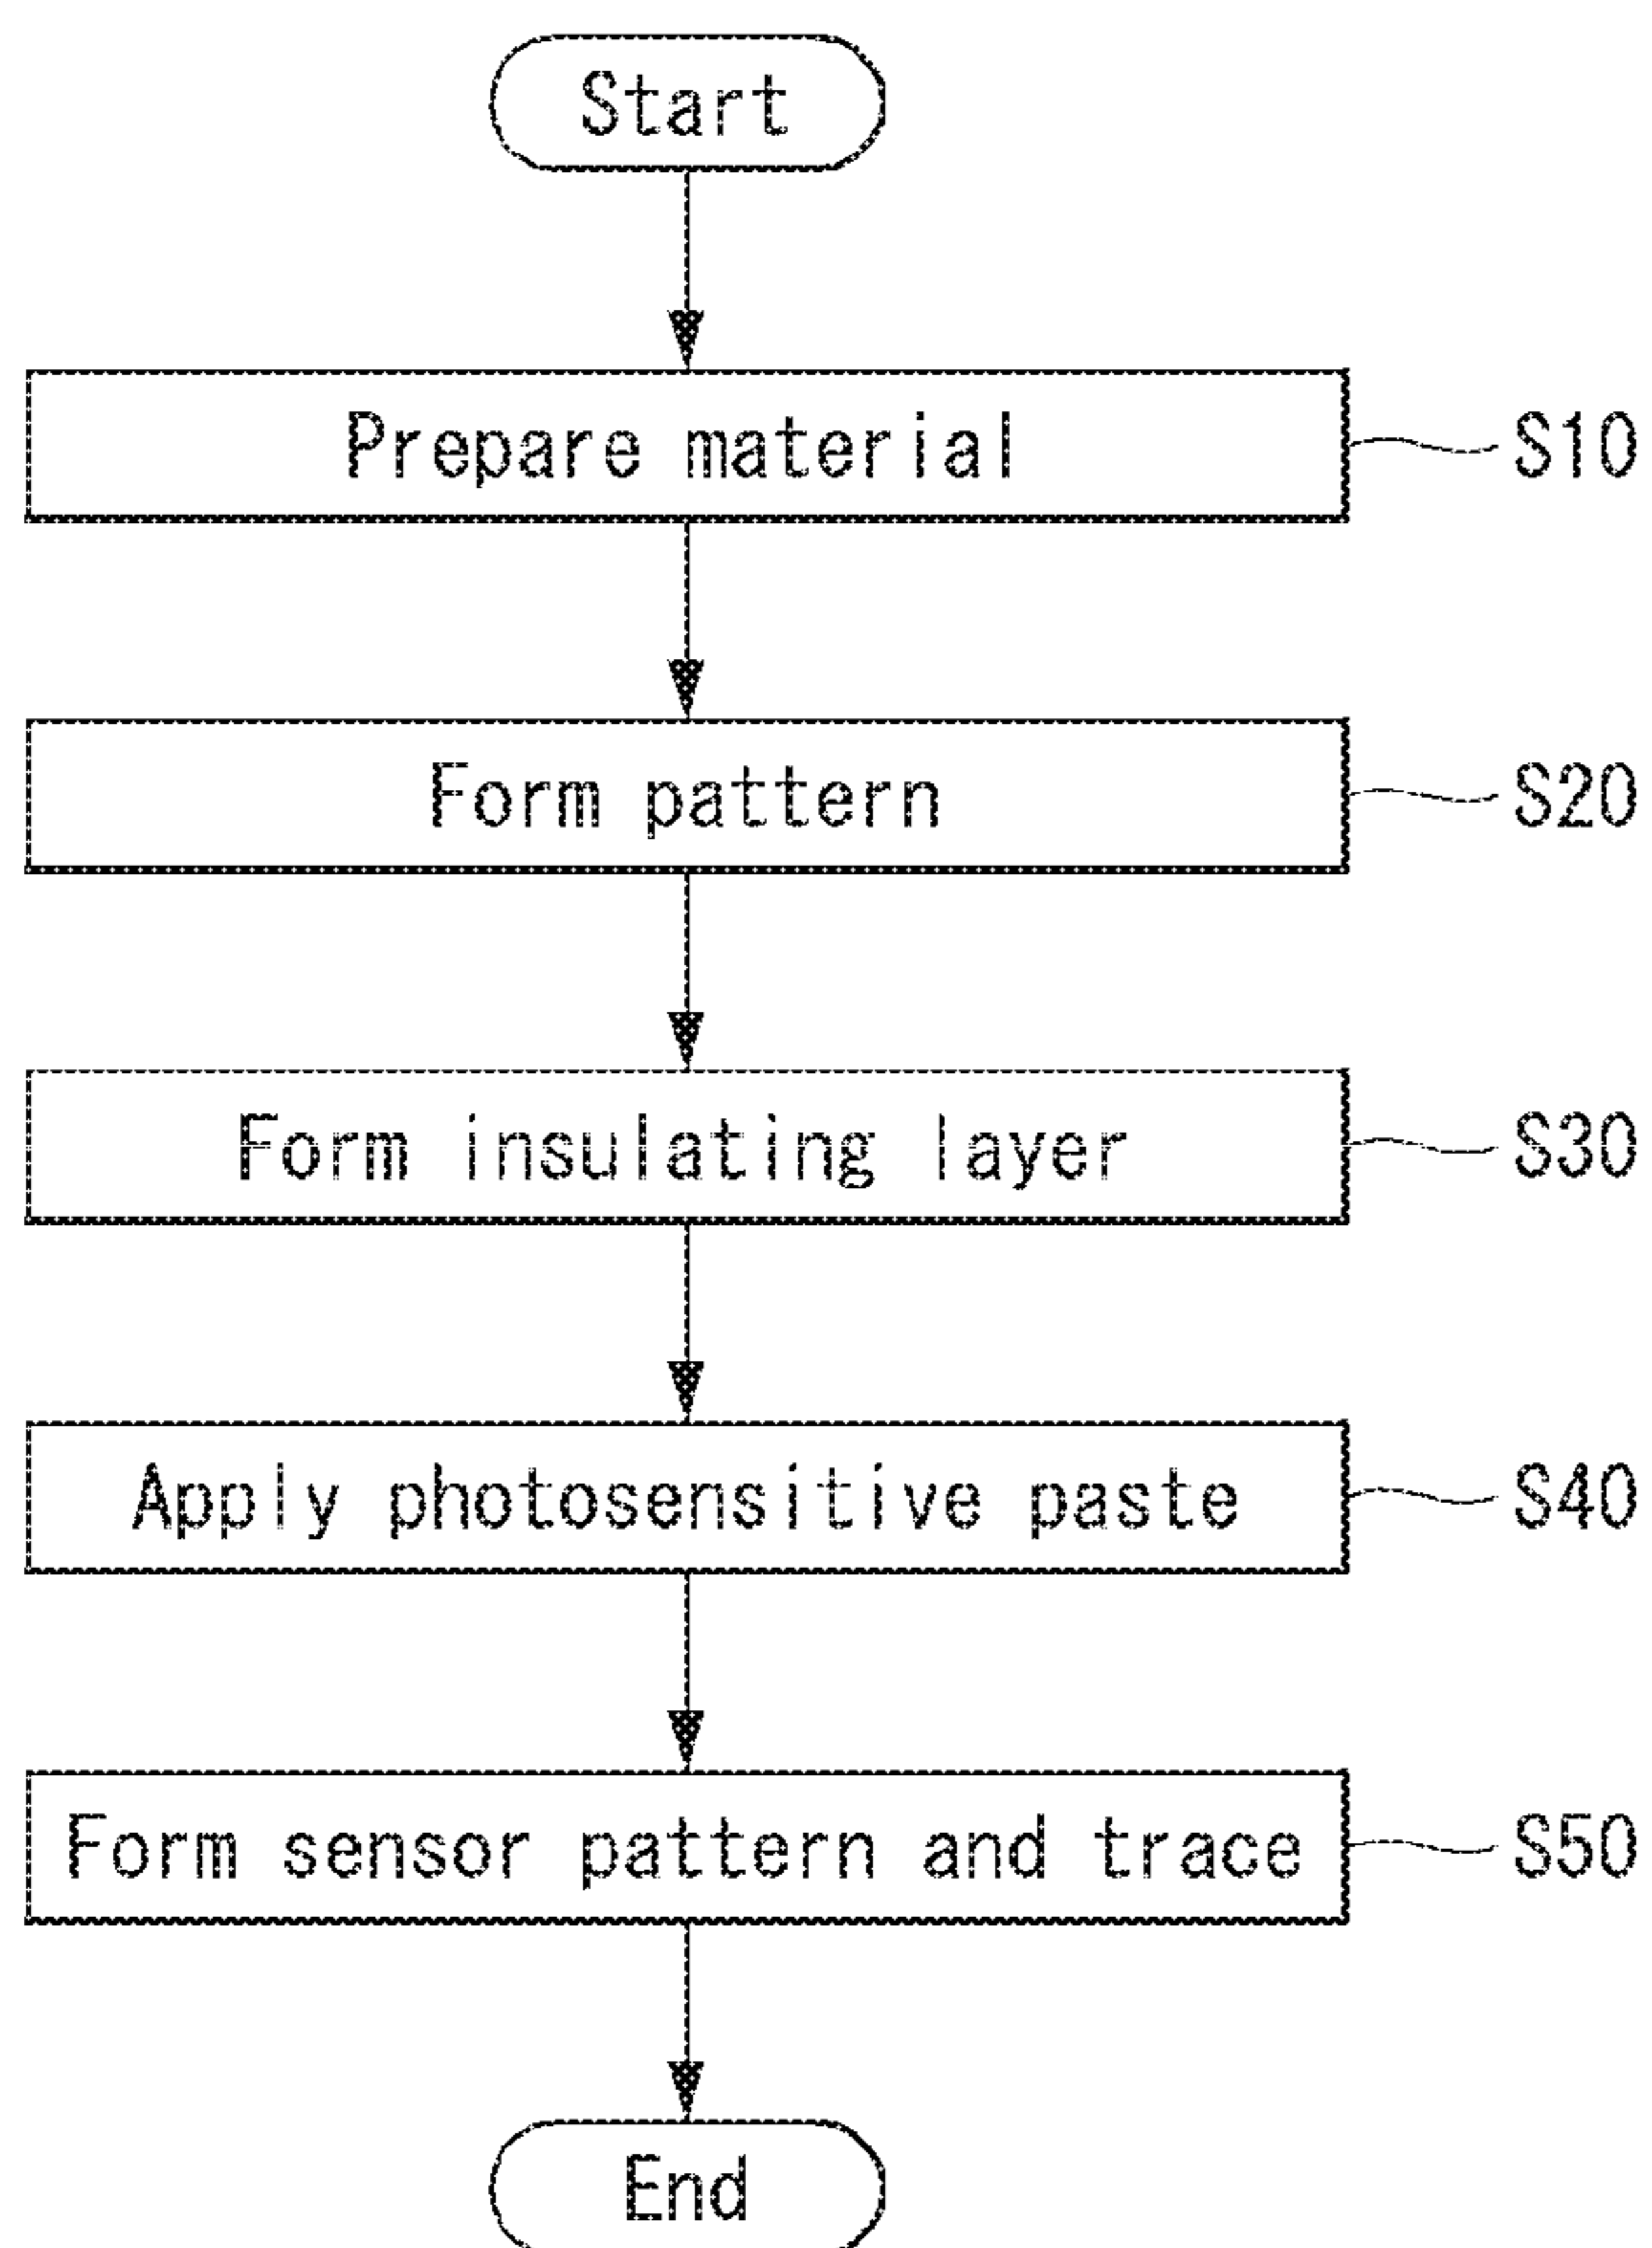 Start
Prepare material S10
Form pattern S20
Form insulating layer S30
Apply photosensitive paste S40
Form sensor pattern and trace S50
End